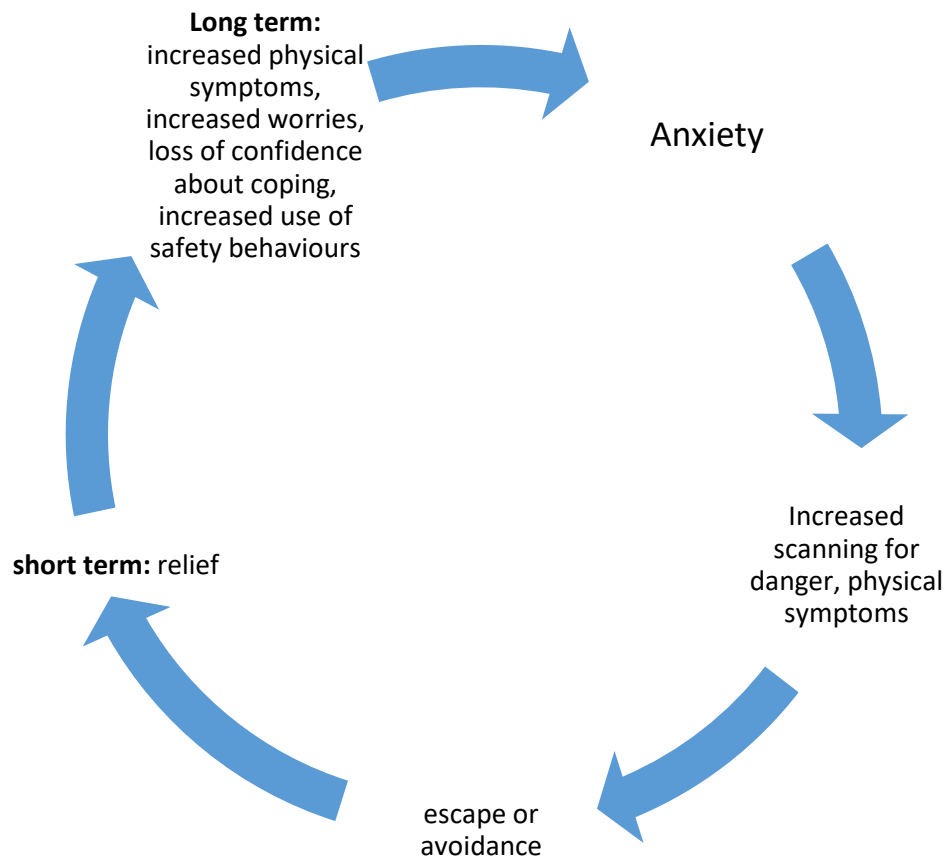 Long term:
increased physical
symptoms,
increased worries,
loss of confidence
about coping,
increased use of
safety behaviours
Anxiety
Increased
scanning for
danger, physical
symptoms
escape or
avoidance
short term: relief